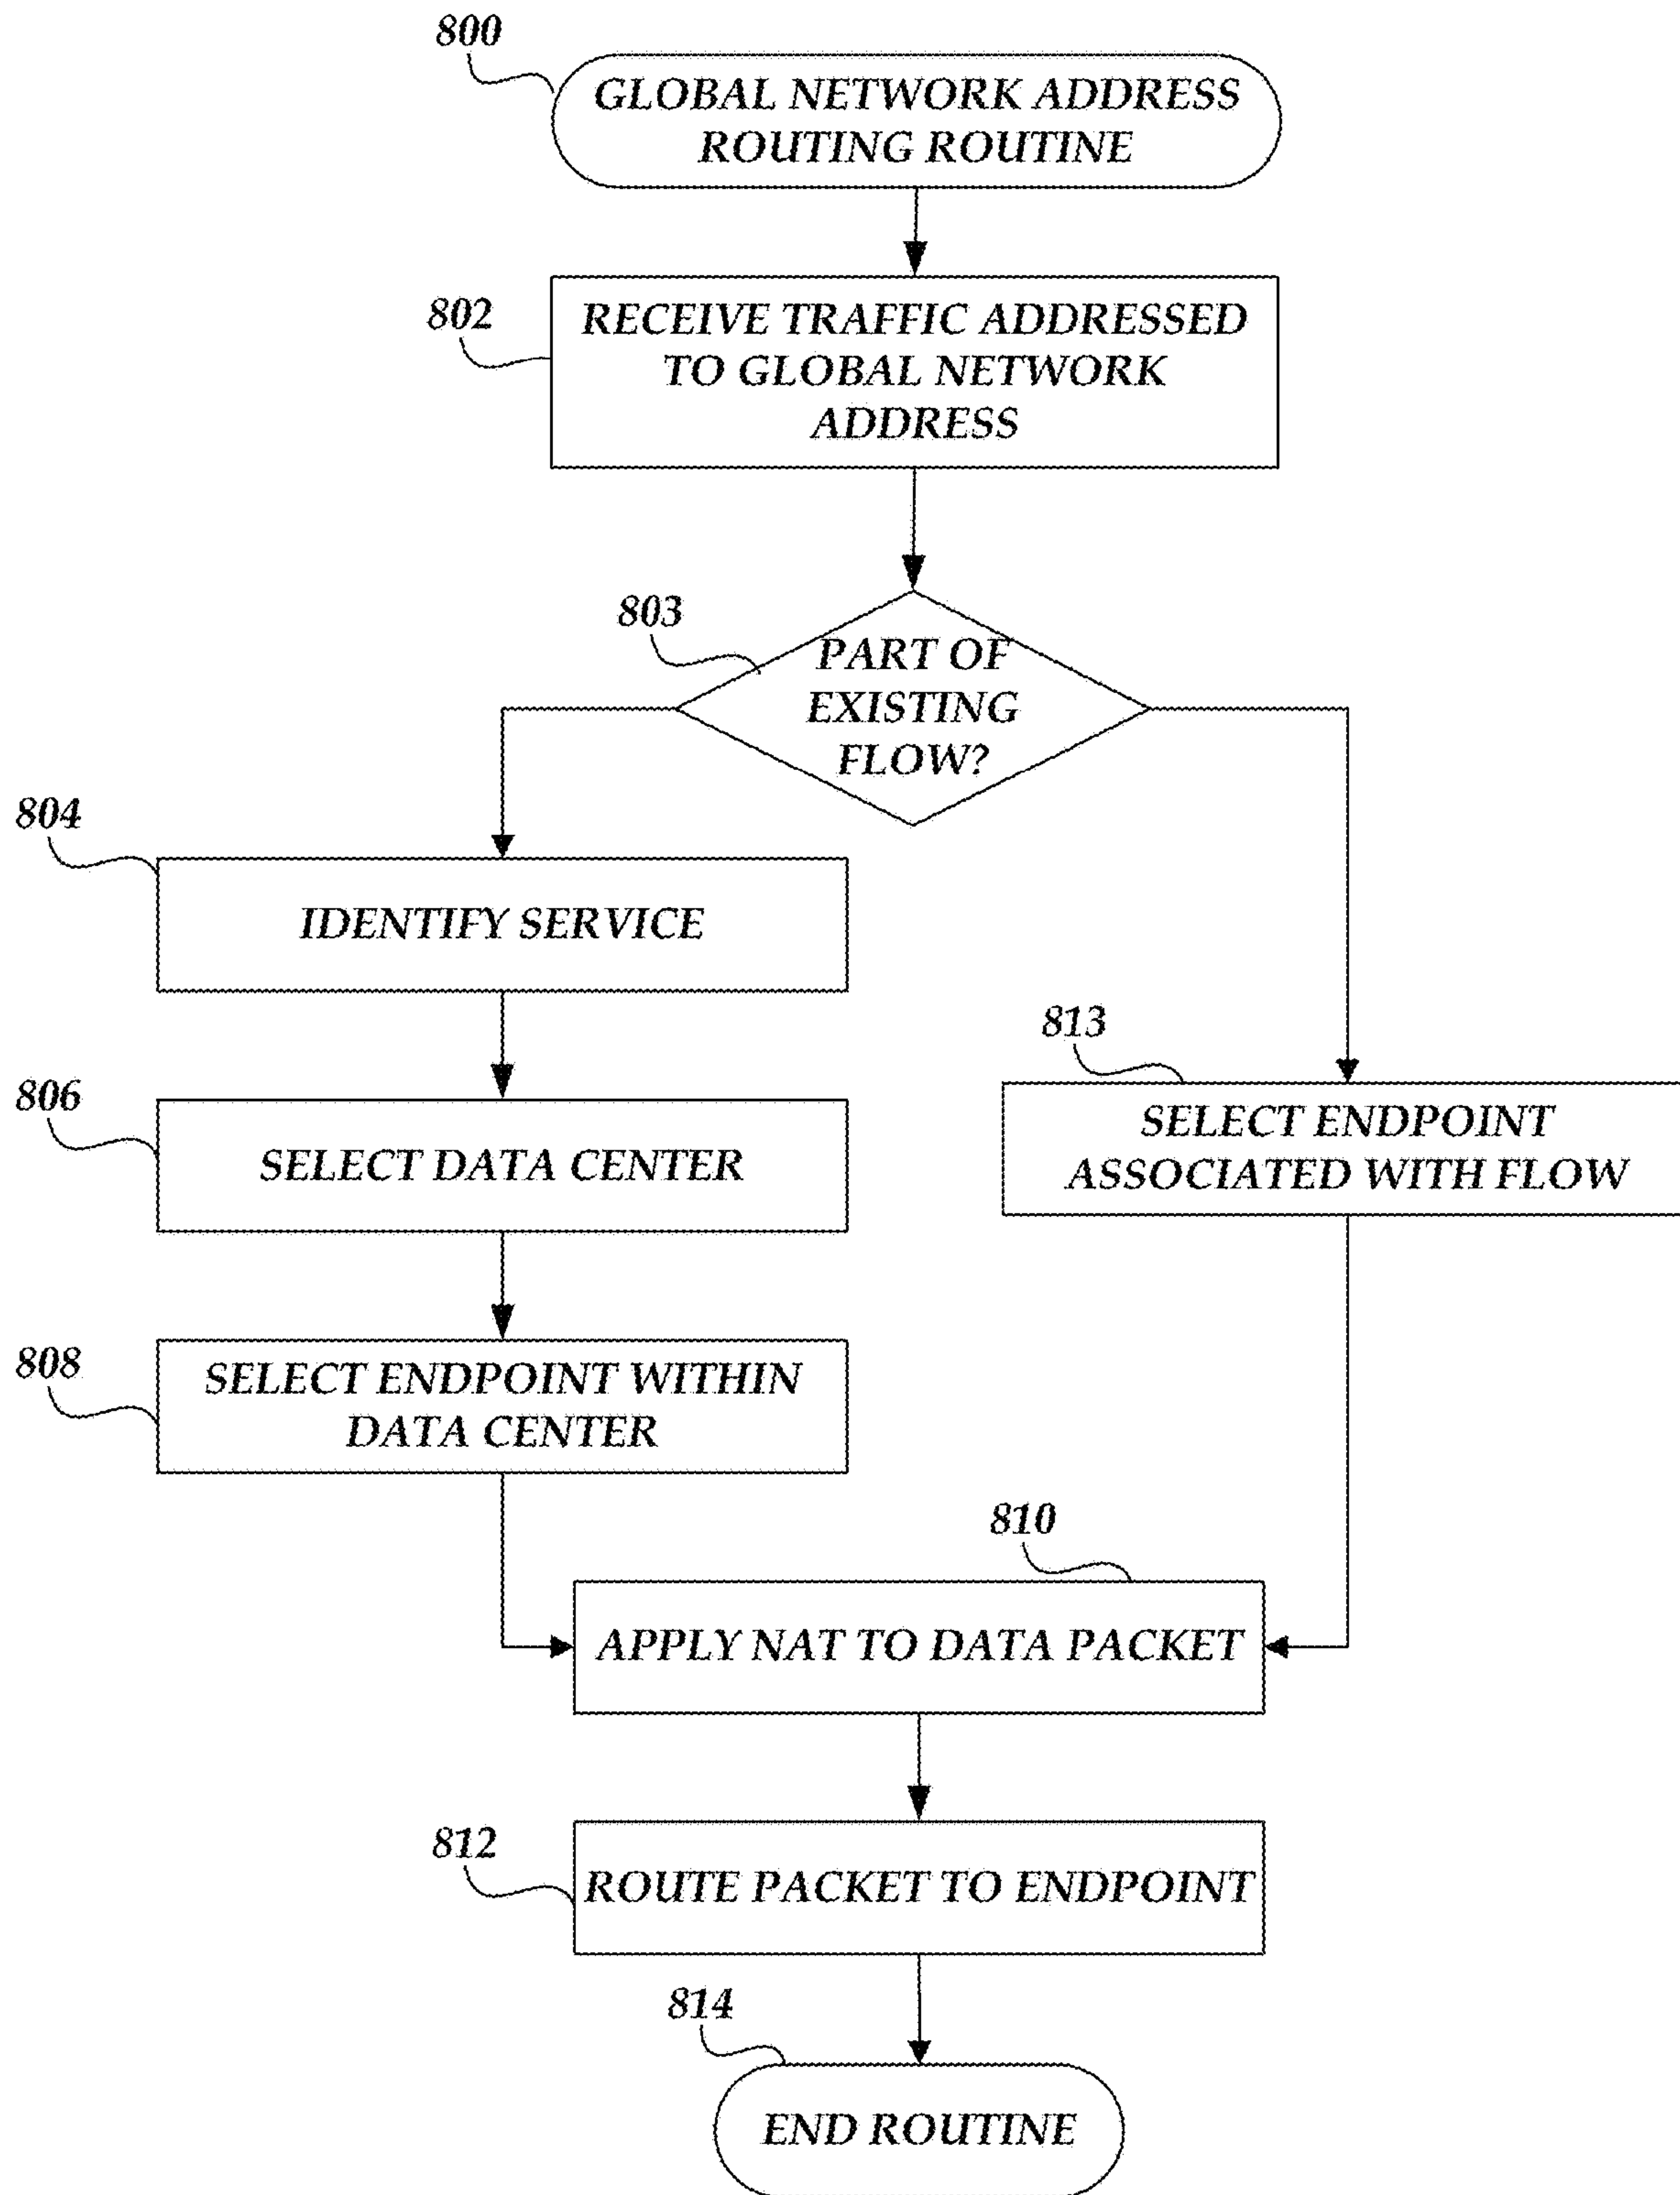 800
GLOBAL NETWORK ADDRESS
ROUTING ROUTINE
802
RECEIVE TRAFFIC ADDRESSED
TO GLOBAL NETWORK
ADDRESS
803
PART OF
EXISTING
FLOW?
804
IDENTIFY SERVICE
806
SELECT DATA CENTER
813
SELECT ENDPOINT
ASSOCIATED WITH FLOW
808
SELECT ENDPOINT WITHIN
DATA CENTER
810
APPLY NAT TO DATA PACKET
812
ROUTE PACKET TO ENDPOINT
814
END ROUTINE